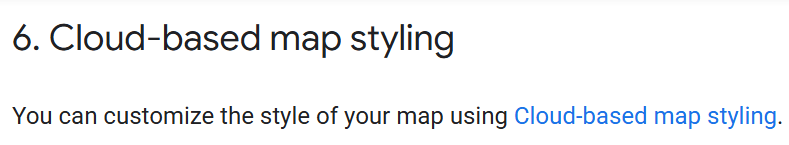 6. Cloud-based map styling
You can customize the style of your map using Cloud-based map styling.